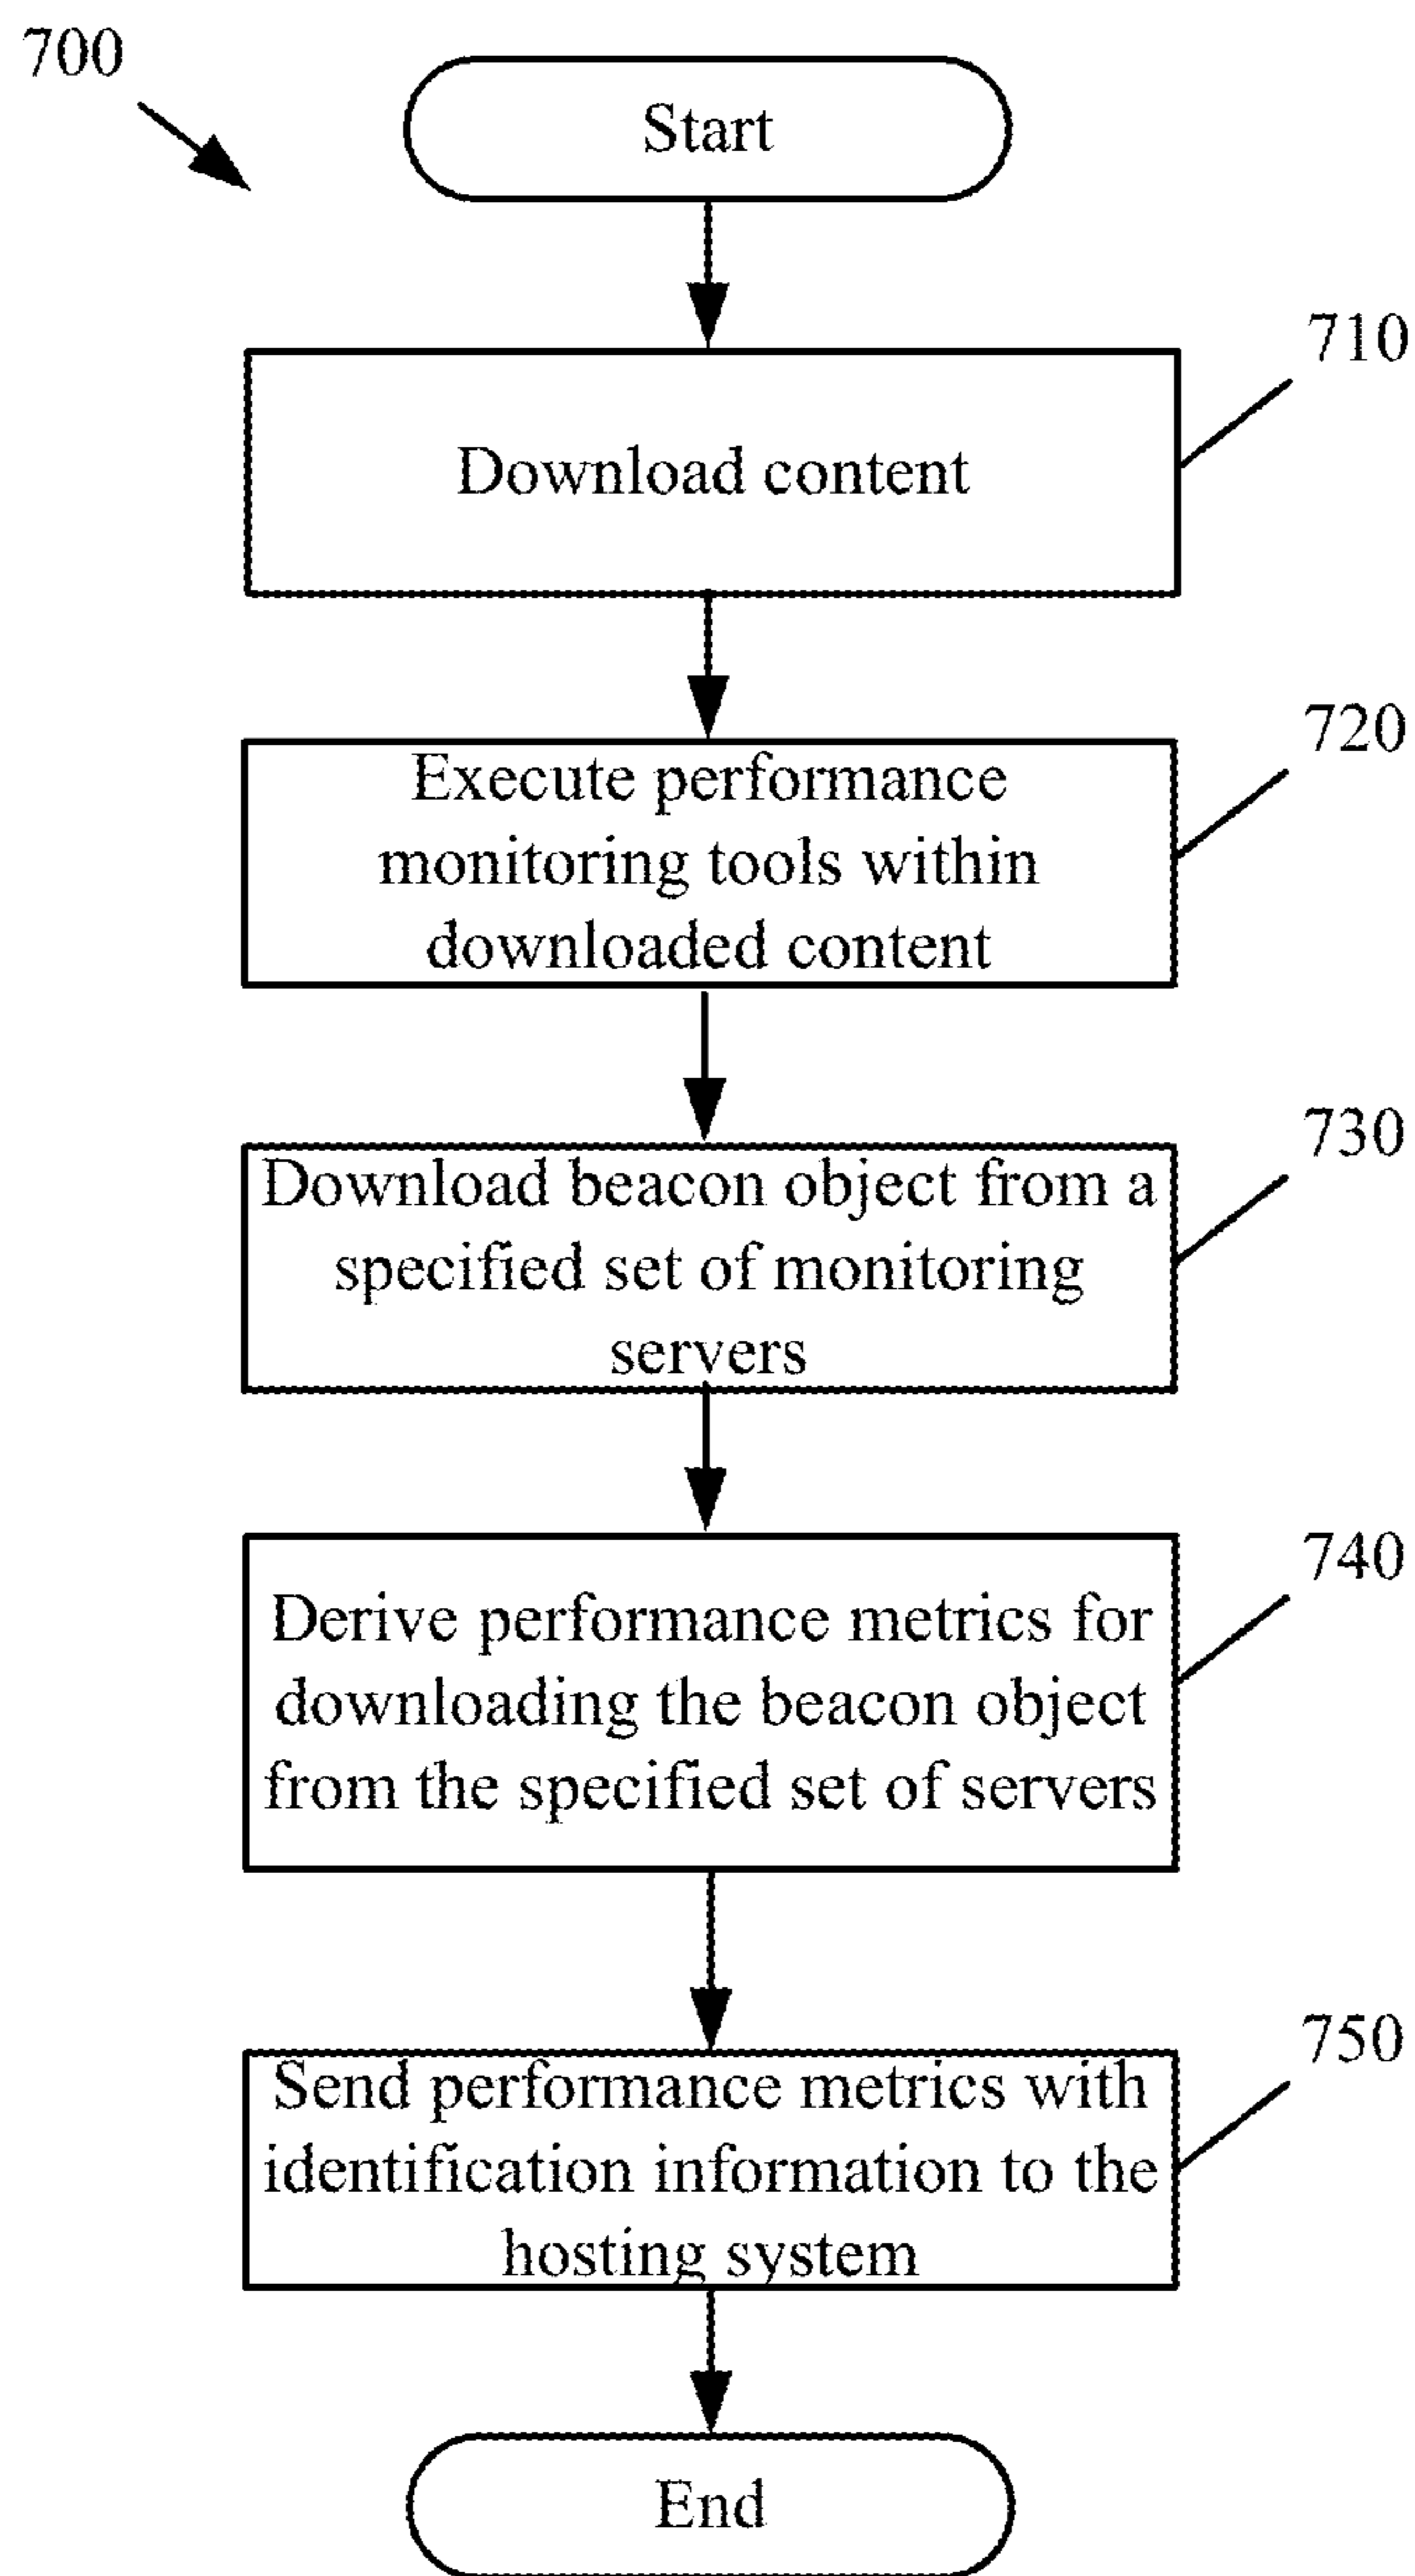 700
Start
710
Download content
720
Execute performance
monitoring tools within
downloaded content
730
Download beacon object from a
specified set of monitoring
servers
740
Derive performance metrics for
downloading the beacon object
from the specified set of servers
750
Send performance metrics with
identification information to the
hosting system
End